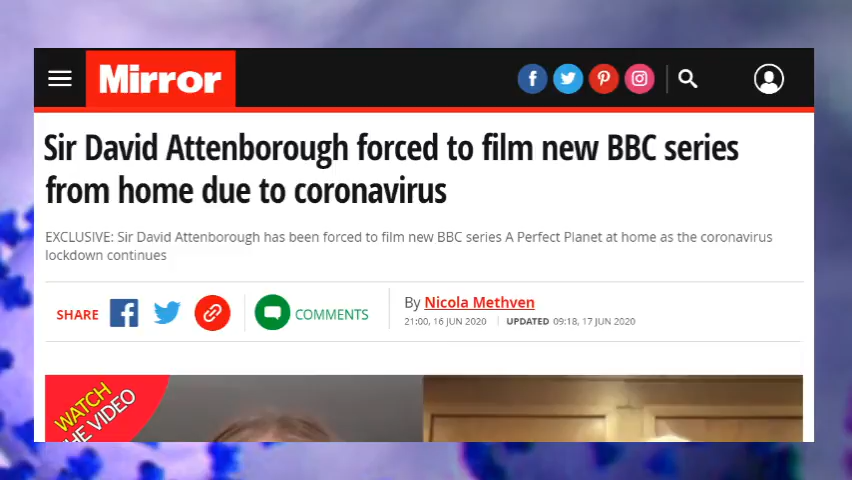 Mirror
Sir David Attenborough forced to film new BBC series
from home due to coronavirus
EXCLUSIVE: Sir David Attenborough has been forced to film new BBC series A Perfect Planet at home as the coronavirus
lockdown continues
SHARE
COMMENTS
By Nicola Methven
21:00, 16 JUN 2020 | UPDATED 09:18, 17 JUN 2020
WATCH
THE VIDEO